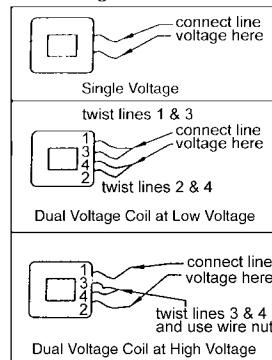 connect line
voltage here
Single Voltage
twist lines 1 & 3
connect line
voltage here
1
3
4
2
twist lines 2 & 4
Dual Voltage Coil at Low Voltage
connect line
voltage here
1
3
4
2
twist lines 3 & 4
and use wire nut
Dual Voltage Coil at High Voltage